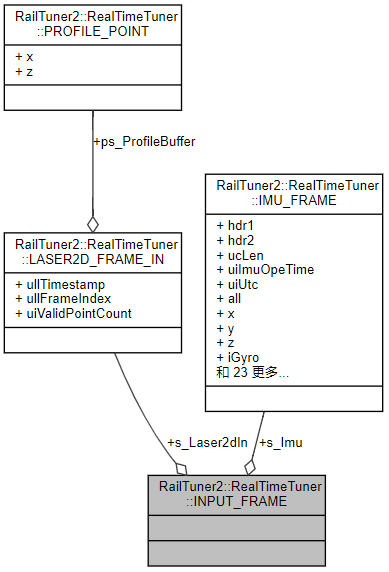 RailTuner2::RealTimeTuner
::PROFILE_POINT
+ x
+ z
+ps_ProfileBuffer
RailTuner2::RealTimeTuner
::LASER2D_FRAME_IN
+ ullTimestamp
+ ullFrameIndex
+ uiValidPointCount
RailTuner2::RealTimeTuner
::IMU_FRAME
+ hdr1
+ hdr2
+ ucLen
+ uiImuOpeTime
+ uiUtc
+ all
+ x
+ y
+ z
+ iGyro
和 23 更多...
+s_Laser2dIn
+s_Imu
RailTuner2::RealTimeTuner
::INPUT_FRAME